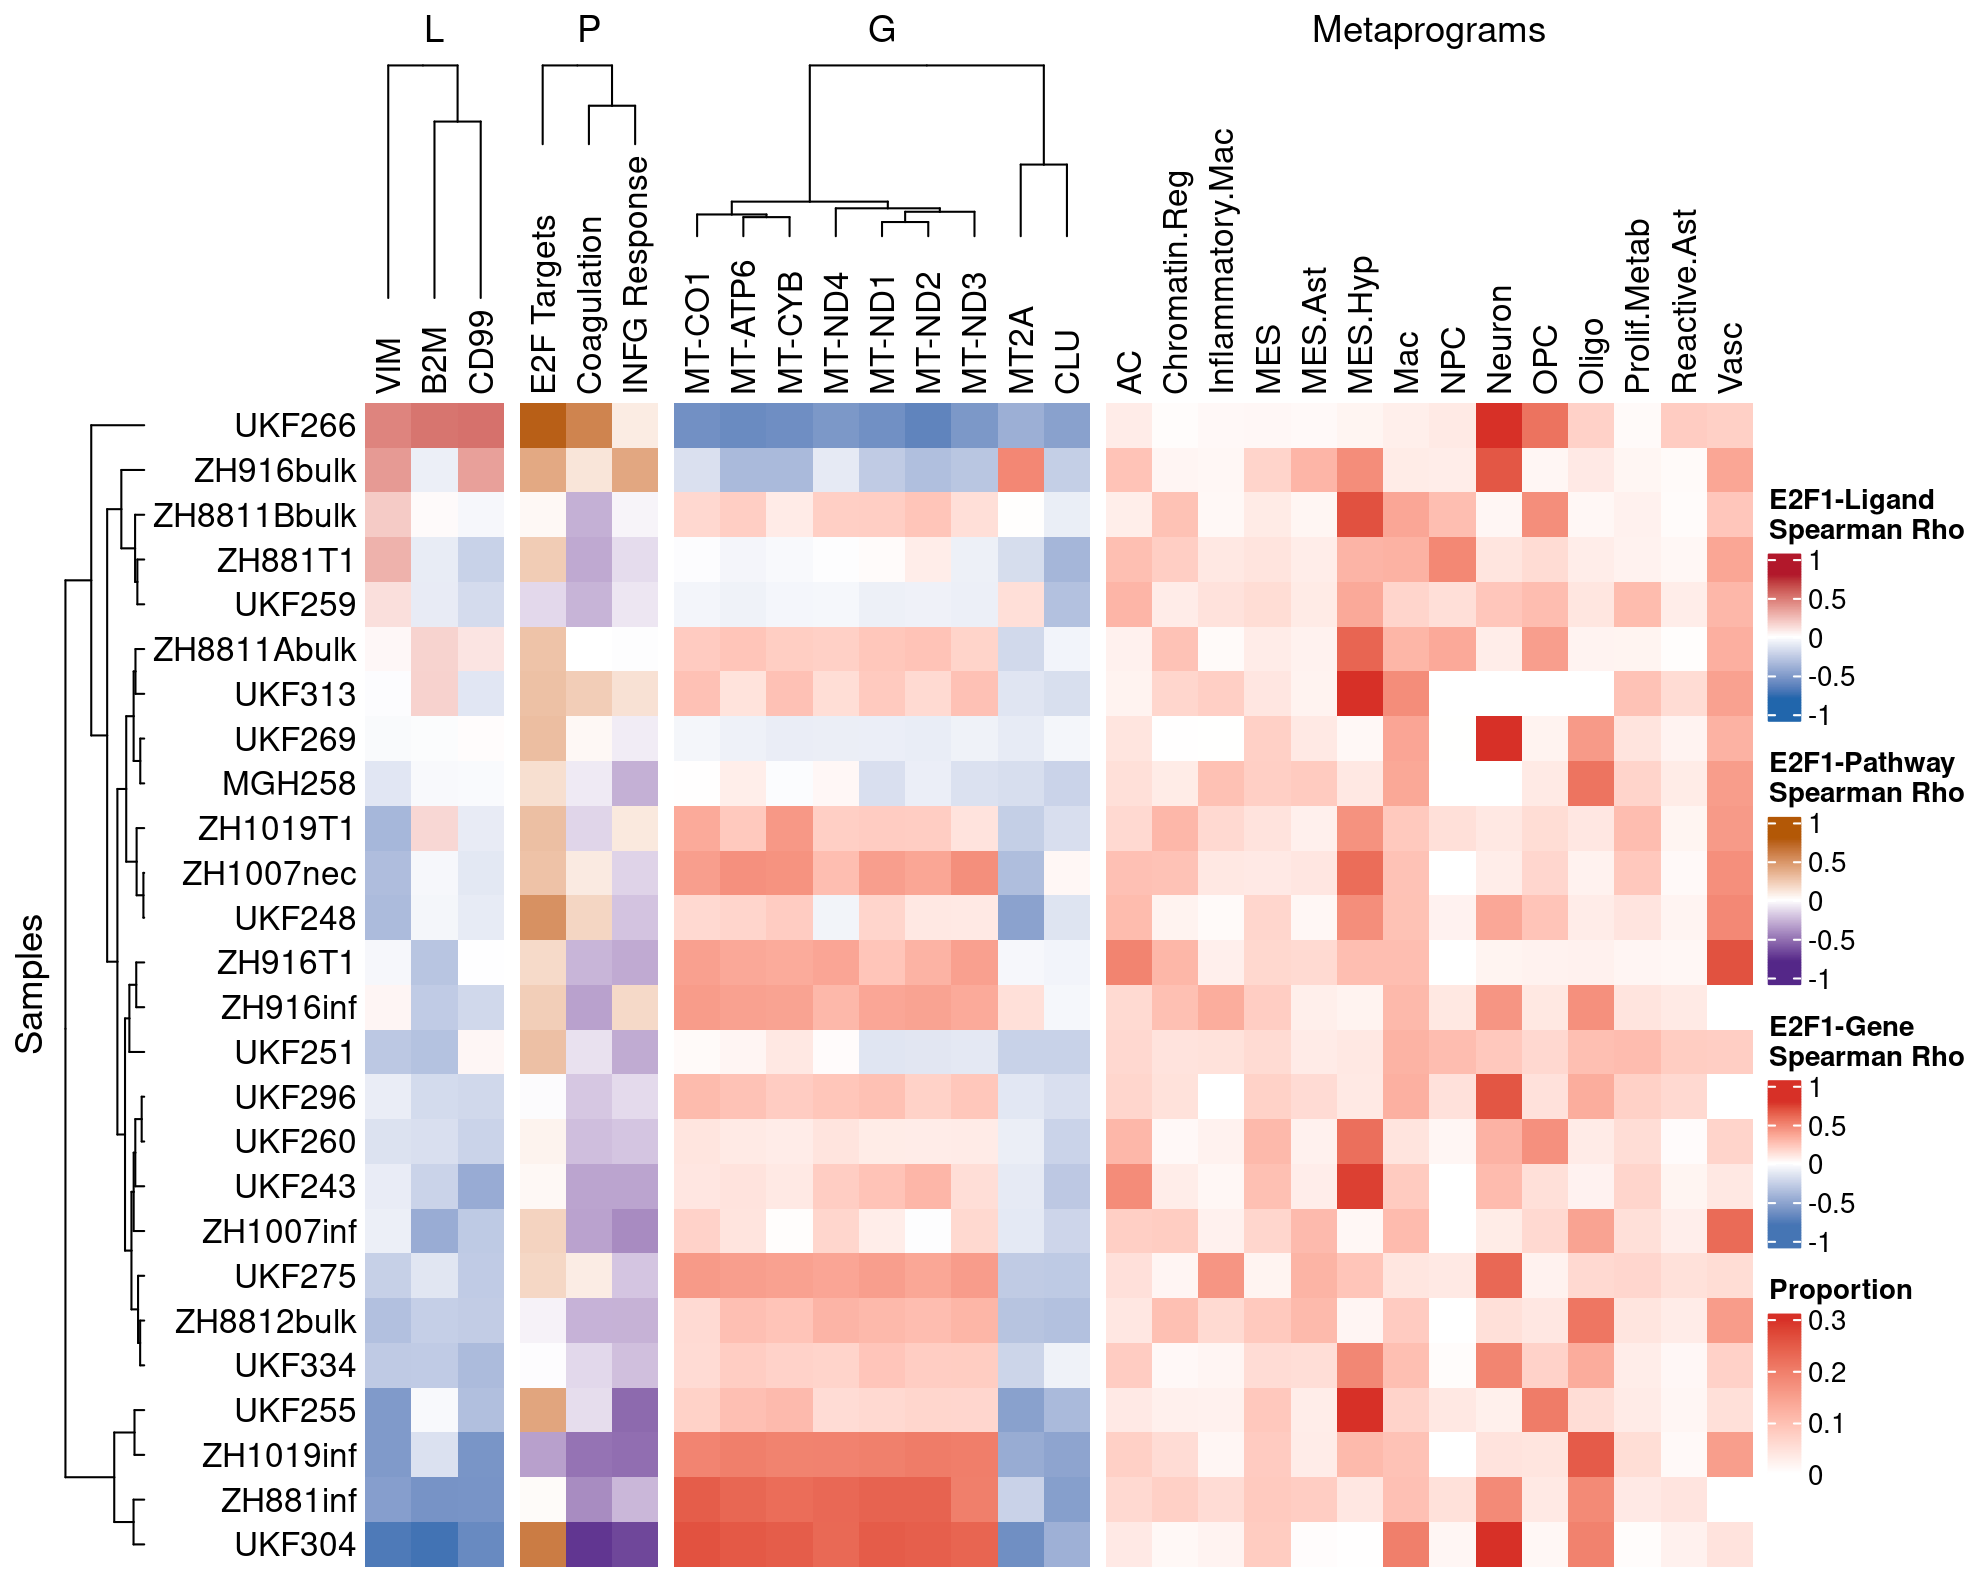 L
P
G
Metaprograms
VIM
B2M
CD99
E2F Targets
Coagulation
INFG Response
MT-CO1
MT-ATP6
MT-CYB
MT-ND4
MT-ND1
MT-ND2
MT-ND3
MT2A
CLU
AC
Chromatin.Reg
Inflammatory.Mac
MES
MES.Ast
MES.Hyp
Mac
NPC
Neuron
OPC
Oligo
Prolif.Metab
Reactive.Ast
Vasc
Samples
UKF266
ZH916bulk
ZH8811Bbulk
ZH881T1
UKF259
ZH8811Abulk
UKF313
UKF269
MGH258
ZH1019T1
ZH1007nec
UKF248
ZH916T1
ZH916inf
UKF251
UKF296
UKF260
UKF243
ZH1007inf
UKF275
ZH8812bulk
UKF334
UKF255
ZH1019inf
ZH881inf
UKF304
E2F1-Ligand
Spearman Rho
1
0.5
0
-0.5
-1
E2F1-Pathway
Spearman Rho
1
0.5
0
-0.5
-1
E2F1-Gene
Spearman Rho
1
0.5
0
-0.5
-1
Proportion
0.3
0.2
0.1
0